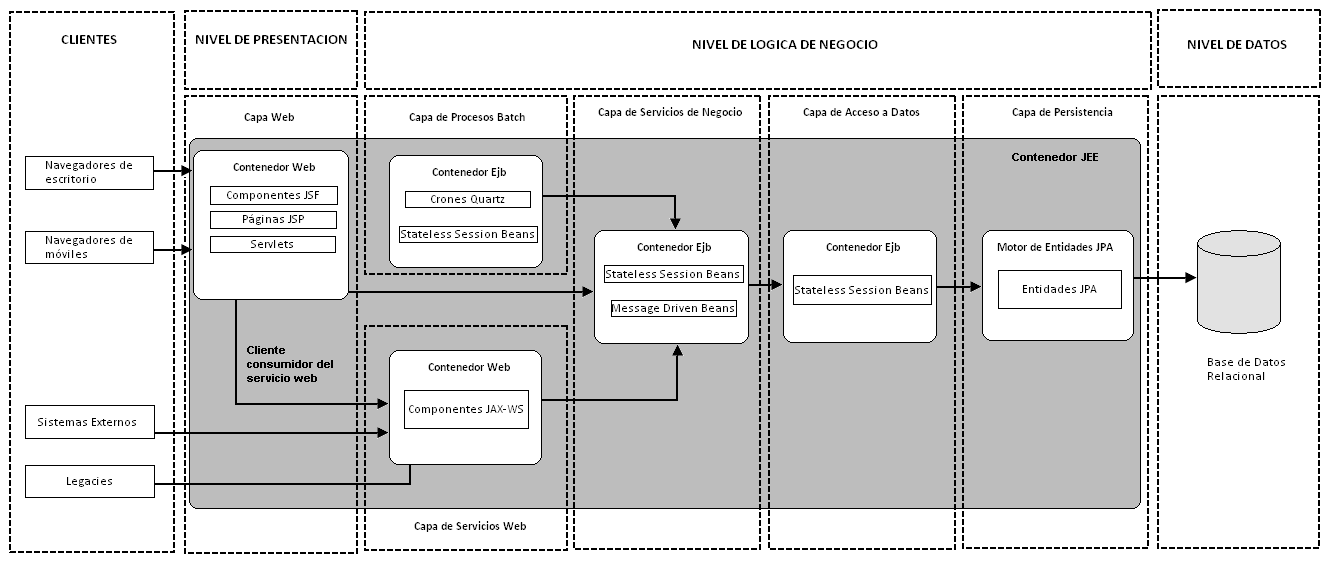 CLIENTES
NIVEL DE PRESENTACION
NIVEL DE LOGICA DE NEGOCIO
NIVEL DE DATOS
Capa Web
Capa de Procesos Batch
Capa de Servicios de Negocio
Capa de Acceso a Datos
Capa de Persistencia
Contenedor JEE
Navegadores de
escritorio
Navegadores de
móviles
Sistemas Externos
Legacies
Contenedor Web
Componentes JSF
Páginas JSP
Servlets
Cliente
consumidor del
servicio web
Contenedor Ejb
Crones Quartz
Stateless Session Beans
Contenedor Web
Componentes JAX-WS
Capa de Servicios Web
Contenedor Ejb
Stateless Session Beans
Message Driven Beans
Contenedor Ejb
Stateless Session Beans
Motor de Entidades JPA
Entidades JPA
Base de Datos
Relacional